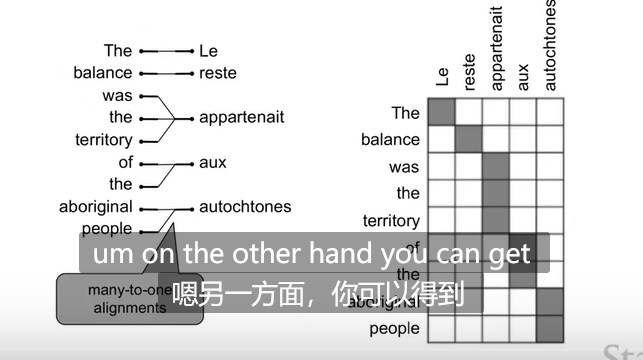 The Le
balance reste
was
the appartenait
territory
of aux
the
aboriginal autochtones
people
many-to-one
alignments
Le reste appartenait aux autochtones
The
balance
was
the
territory
of
the
aboriginal
people
um on the other hand you can get
嗯另一方面，你可以得到